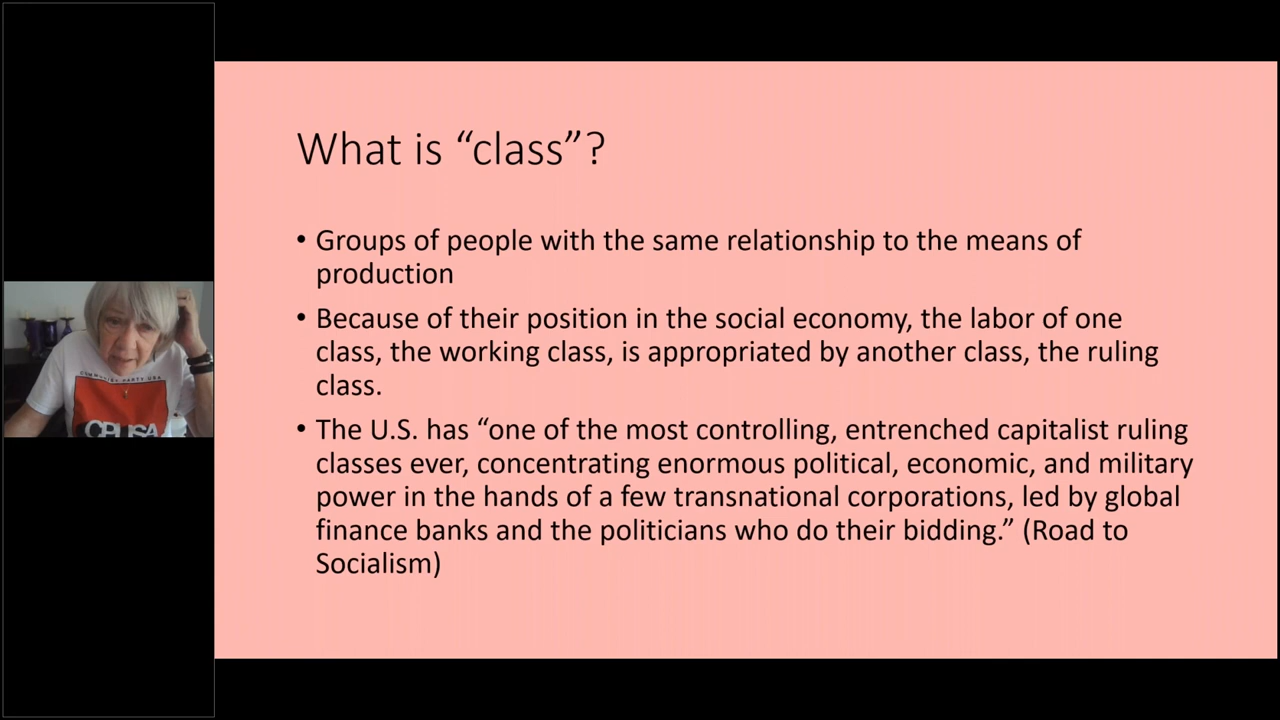 What is “class”?
• Groups of people with the same relationship to the means of
production
• Because of their position in the social economy, the labor of one
class, the working class, is appropriated by another class, the ruling
class.
• The U.S. has “one of the most controlling, entrenched capitalist ruling
classes ever, concentrating enormous political, economic, and military
power in the hands of a few transnational corporations, led by global
finance banks and the politicians who do their bidding.” (Road to
Socialism)
COMMUNIST PARTY USA
CPUSA